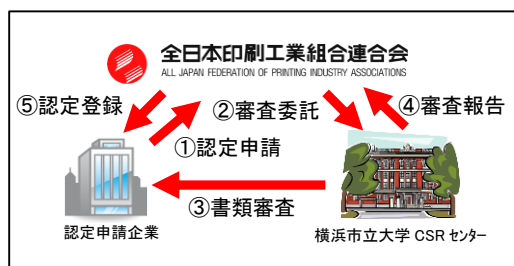 全日本印刷工業組合連合会
ALL JAPAN FEDERATION OF PRINTING INDUSTRY ASSOCIATIONS
⑤認定登録
②審査委託
④審査報告
①認定申請
③書類審査
認定申請企業
横浜市立大学 CSR センター